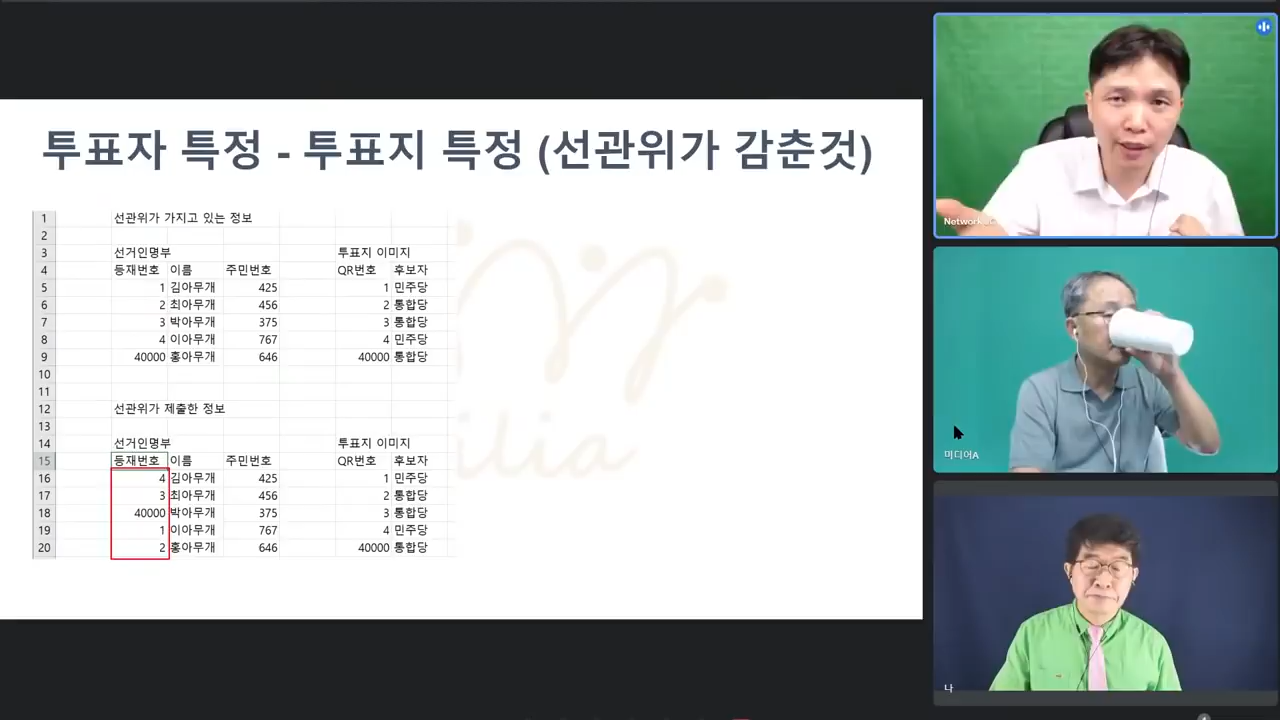 투표자 특정 - 투표지 특정 (선관위가 감춘것)
1 선관위가 가지고 있는 정보
2
3 선거인명부 투표지 이미지
4 등재번호 이름 주민번호 QR번호 후보자
5 1 김아무개 425 1 민주당
6 2 최아무개 456 2 통합당
7 3 박아무개 375 3 통합당
8 4 이아무개 767 4 민주당
9 40000 홍아무개 646 40000 통합당
10
11
12 선관위가 제출한 정보
13
14 선거인명부 투표지 이미지
15 등재번호 이름 주민번호 QR번호 후보자
16 4 김아무개 425 1 민주당
17 3 최아무개 456 2 통합당
18 40000 박아무개 375 3 통합당
19 1 이아무개 767 4 민주당
20 2 홍아무개 646 40000 통합당
ilia
Network
미디어A
나